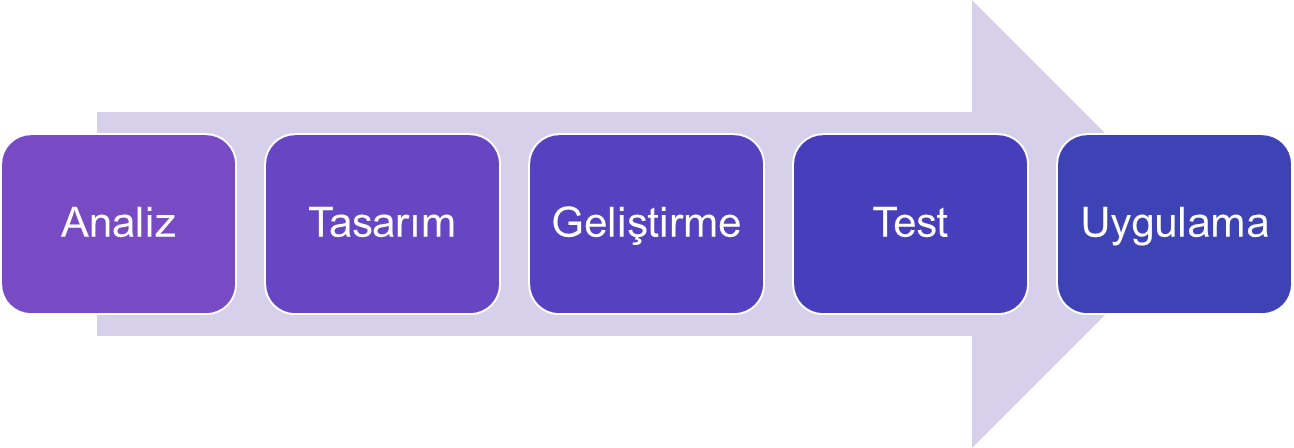 Analiz
Tasarım
Geliştirme
Test
Uygulama